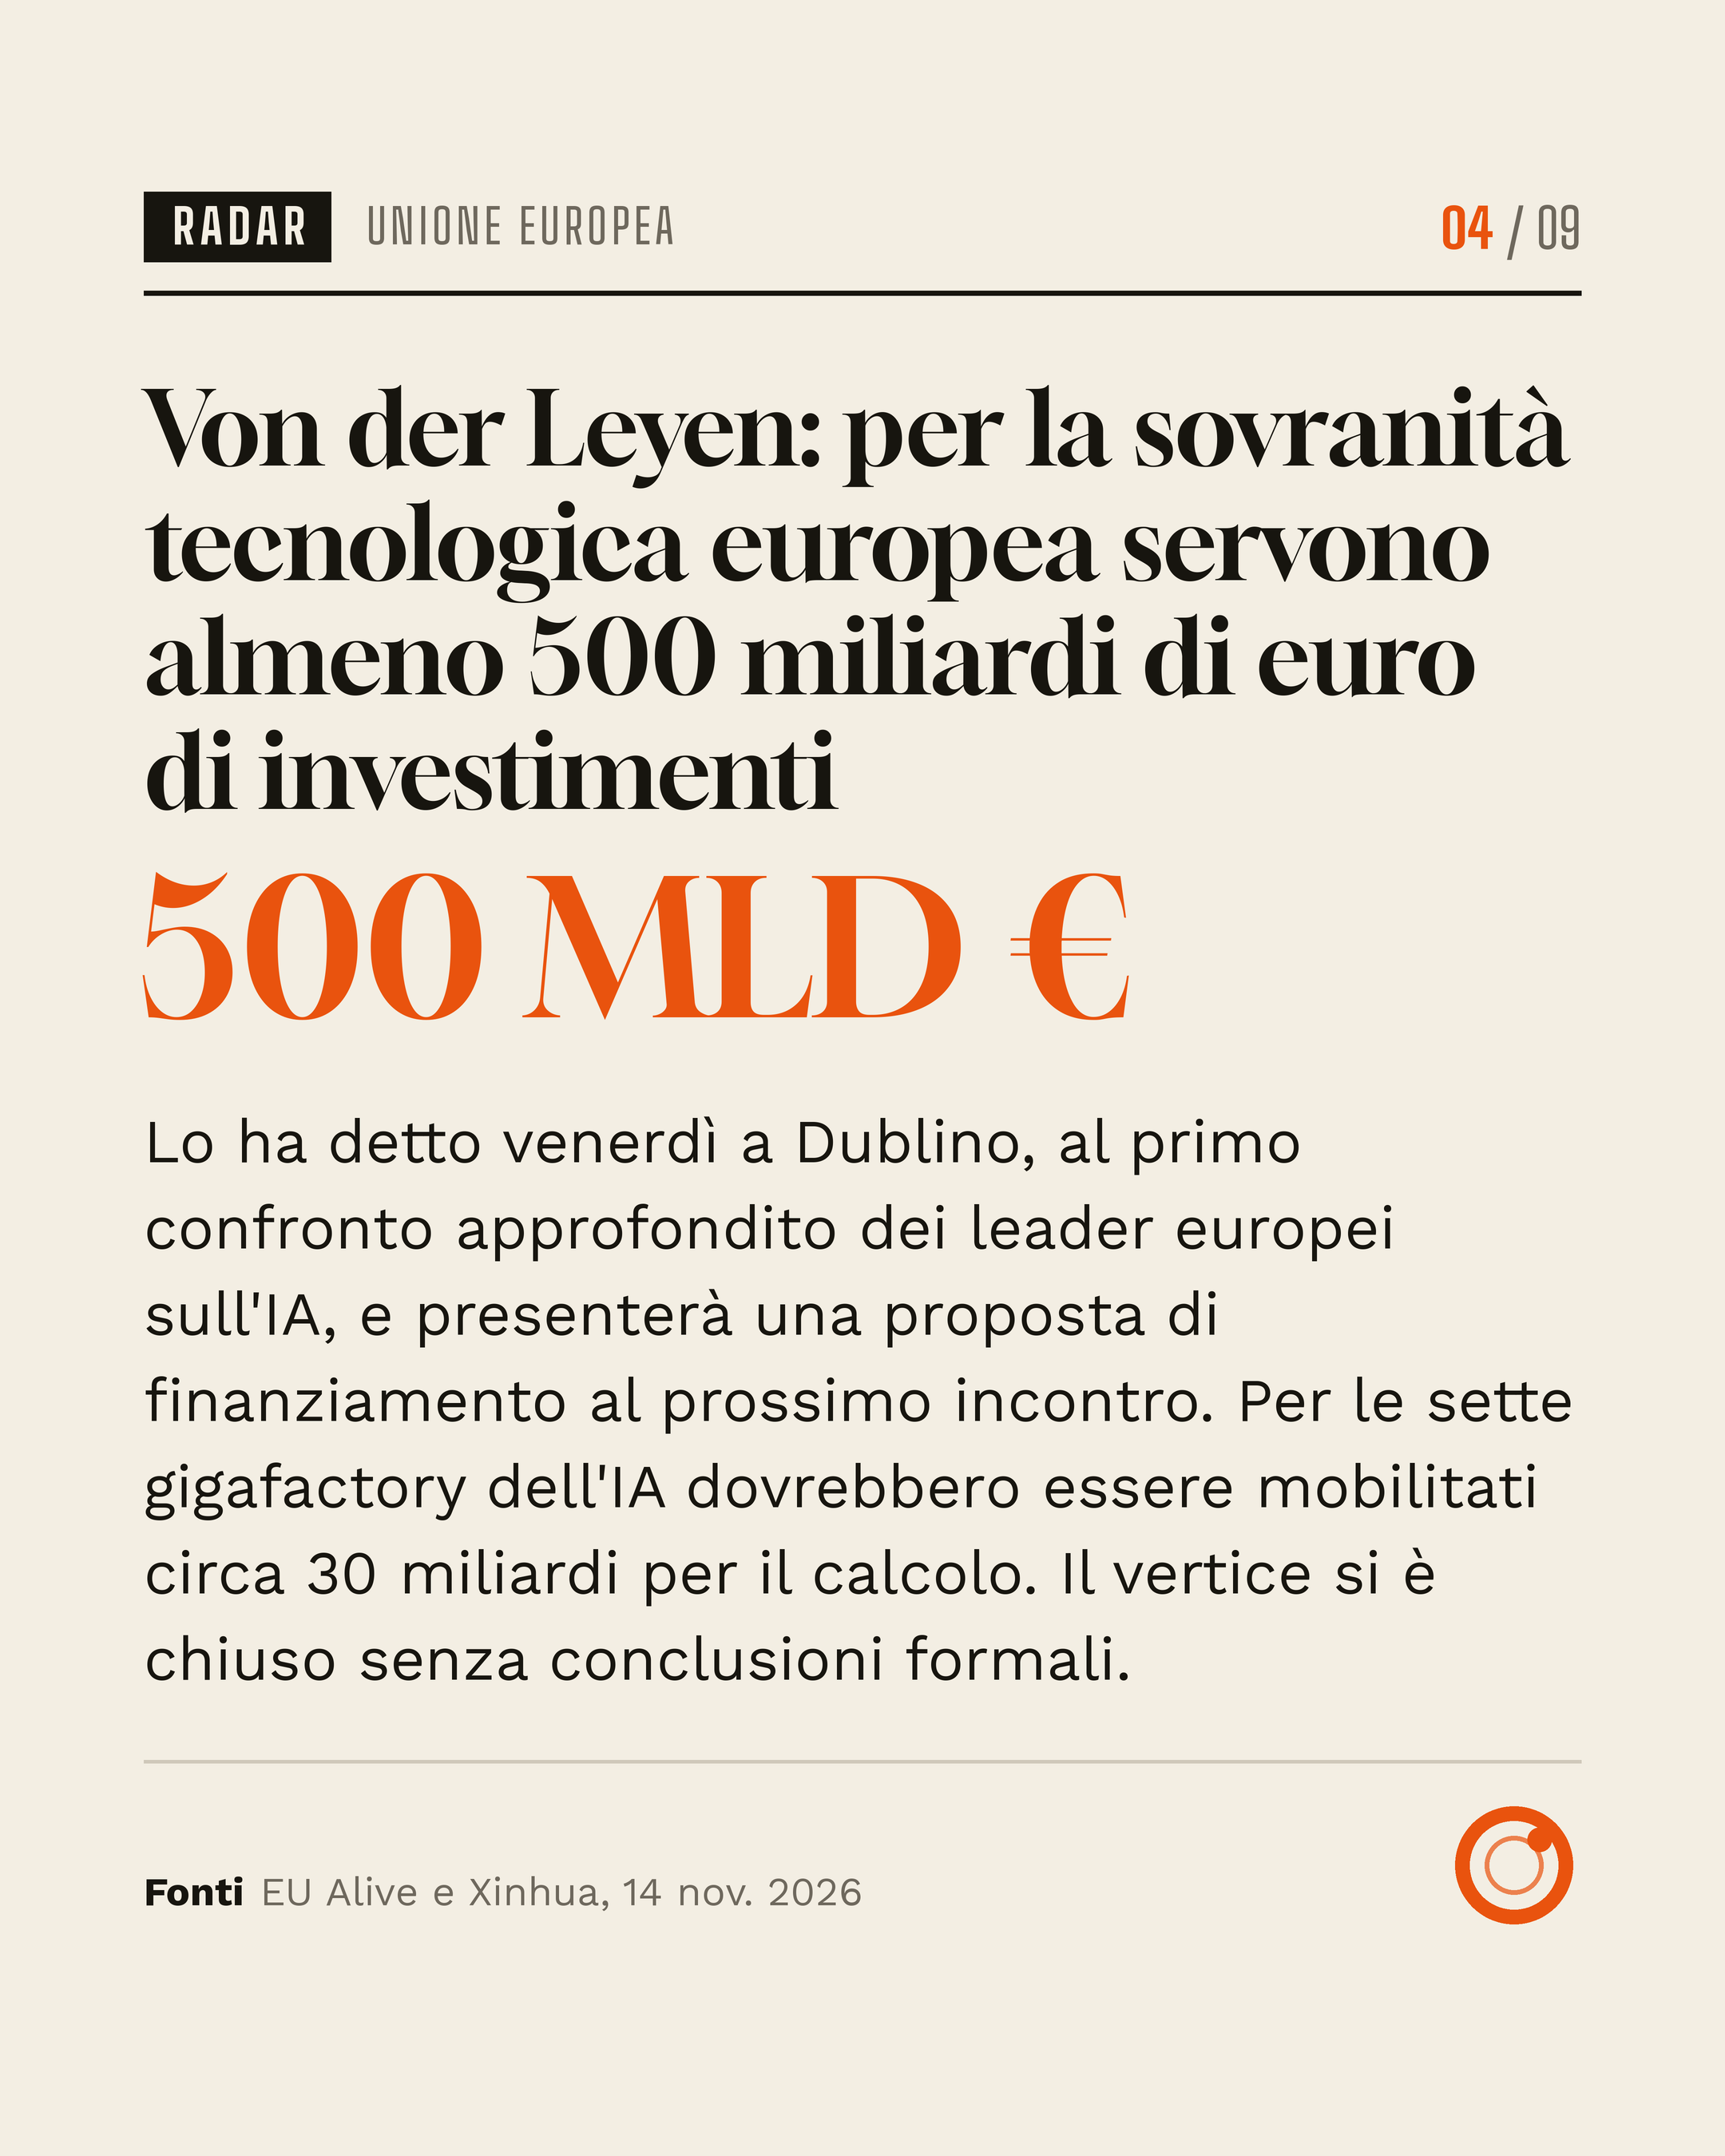 RADAR UNIONE EUROPEA 04 / 09
Von der Leyen: per la sovranità
tecnologica europea servono
almeno 500 miliardi di euro
di investimenti
500 MLD €
Lo ha detto venerdì a Dublino, al primo
confronto approfondito dei leader europei
sull'IA, e presenterà una proposta di
finanziamento al prossimo incontro. Per le sette
gigafactory dell'IA dovrebbero essere mobilitati
circa 30 miliardi per il calcolo. Il vertice si è
chiuso senza conclusioni formali.
Fonti EU Alive e Xinhua, 14 nov. 2026